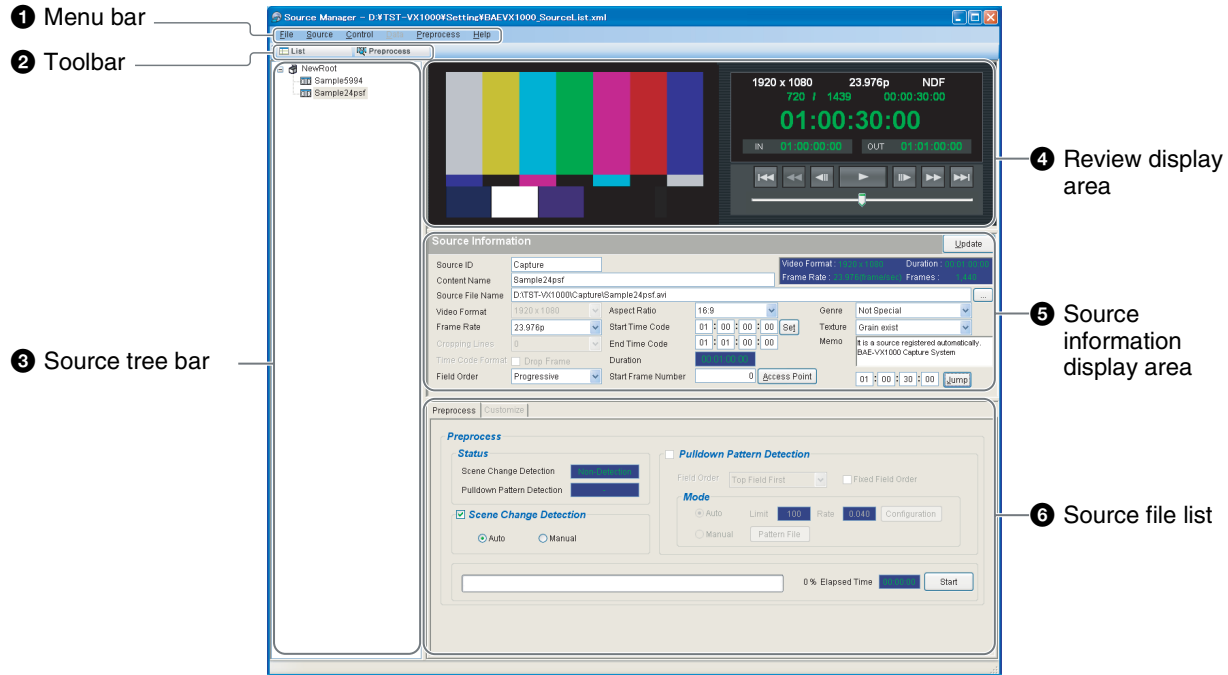 ❶ Menu bar
❷ Toolbar
❸ Source tree bar
❹ Review display area
❺ Source information display area
❻ Source file list
Source Manager – D:¥TST-VX1000¥Setting¥BAEVX1000_SourceList.xml
File Source Control Preprocess Help
List Preprocess
NewRoot
Sample5994
Sample24psf
1920 x 1080 23.976p NDF
720 / 1439 00:00:30:00
01:00:30:00
IN 01:00:00:00 OUT 01:01:00:00
Source Information Update
Source ID Capture
Video Format : 1920 x 1080 Duration : 00:01:00:00
Content Name Sample24psf
Frame Rate : 23.976(frame/sec) Frames : 1,440
Source File Name D:\TST-VX1000\Capture\Sample24psf.avi ...
Video Format 1920 x 1080 Aspect Ratio 16:9 Genre Not Special
Frame Rate 23.976p Start Time Code 01 : 00 : 00 : 00 Set Texture Grain exist
Cropping Lines 0 End Time Code 01 : 01 : 00 : 00 Memo It is a source registered automatically.
BAE-VX1000 Capture System
Time Code Format Drop Frame Duration 00:01:00:00
Field Order Progressive Start Frame Number 0 Access Point 01 : 00 : 30 : 00 Jump
Preprocess Customize
Preprocess
Status
Scene Change Detection Non-Detection
Pulldown Pattern Detection -
Scene Change Detection
Auto Manual
Pulldown Pattern Detection
Field Order Top Field First Fixed Field Order
Mode
Auto Limit 100 Rate 0.040 Configuration
Manual Pattern File
0 % Elapsed Time 00:00:00 Start